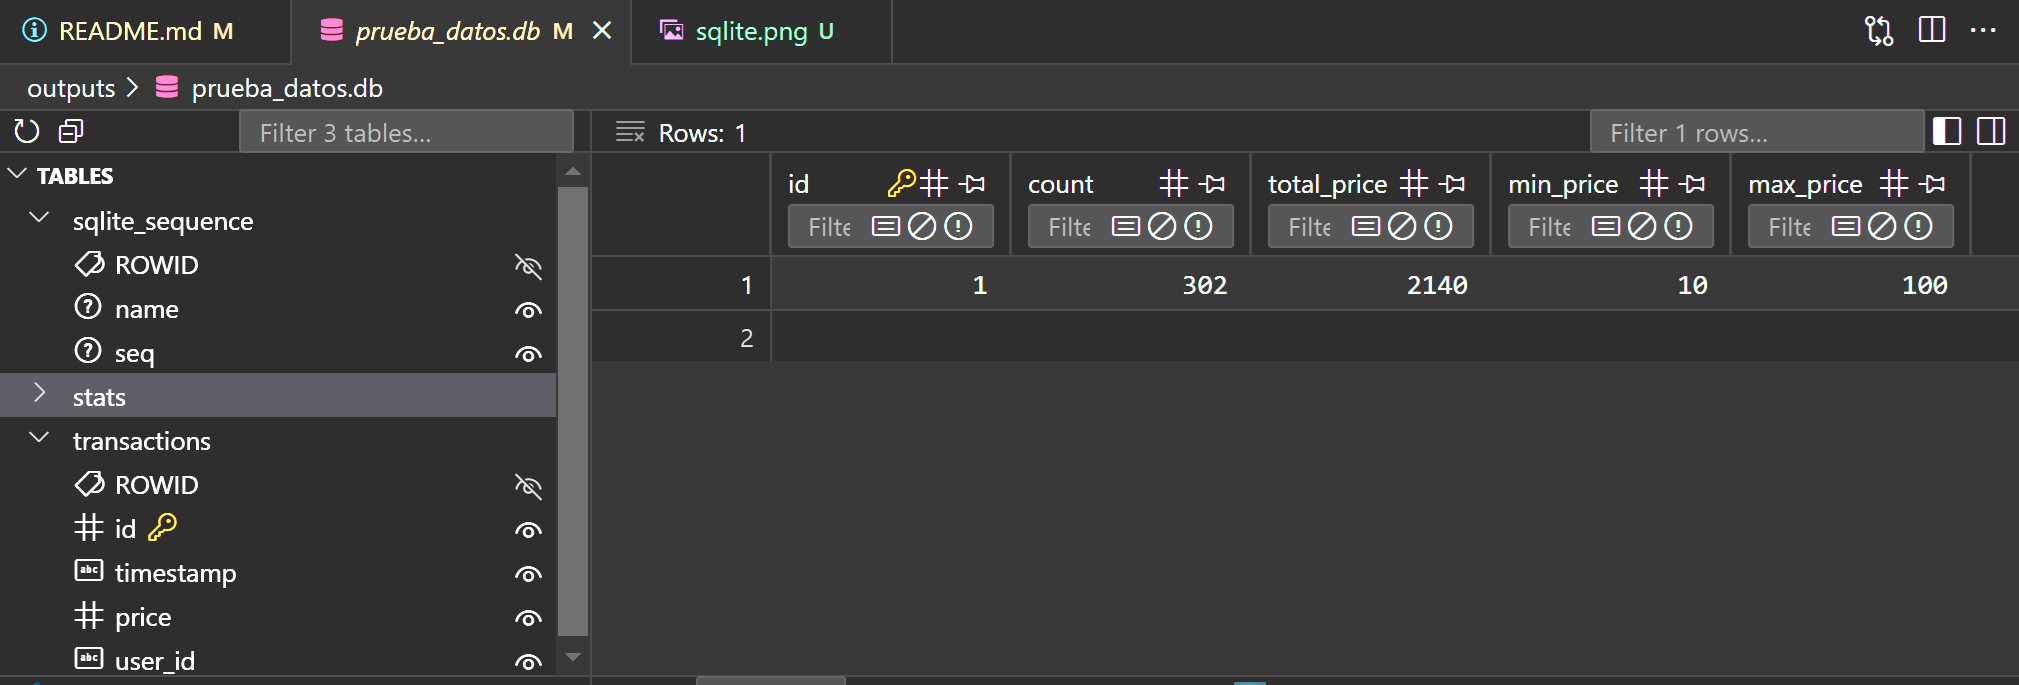 README.md M
prueba_datos.db M
sqlite.png U
outputs > prueba_datos.db
Filter 3 tables...
Rows: 1
Filter 1 rows...
TABLES
sqlite_sequence
ROWID
name
seq
stats
transactions
ROWID
id
abc timestamp
price
abc user_id
id count total_price min_price max_price
Filte Filte Filte Filte Filte
1 1 302 2140 10 100
2